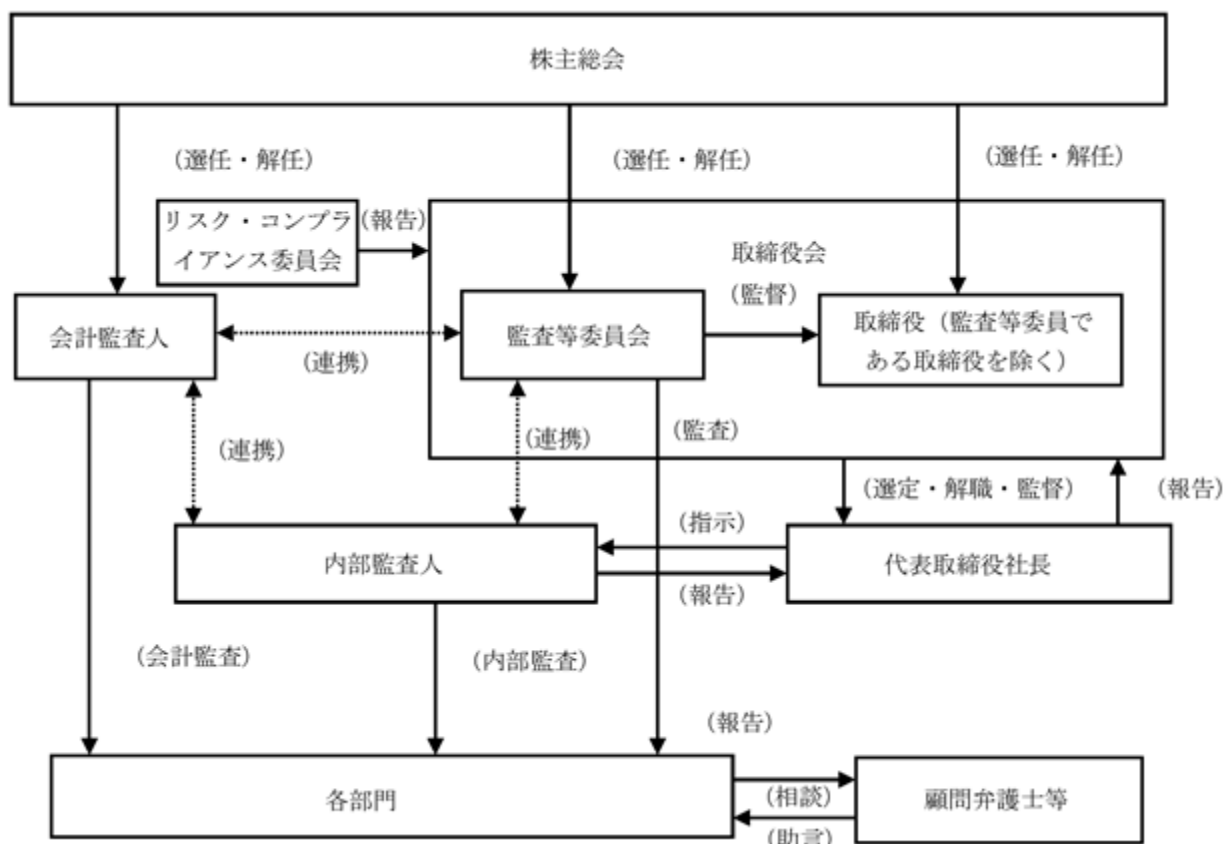 株主総会
(選任・解任)
(選任・解任)
(選任・解任)
リスク・コンプラ
イアンス委員会
(報告)
取締役会
(監督)
会計監査人
(連携)
監査等委員会
取締役（監査等委員で
ある取締役を除く）
(連携)
(連携)
(監査)
(選定・解職・監督)
(報告)
内部監査人
(指示)
(報告)
代表取締役社長
(会計監査)
(内部監査)
(報告)
各部門
(相談)
(助言)
顧問弁護士等